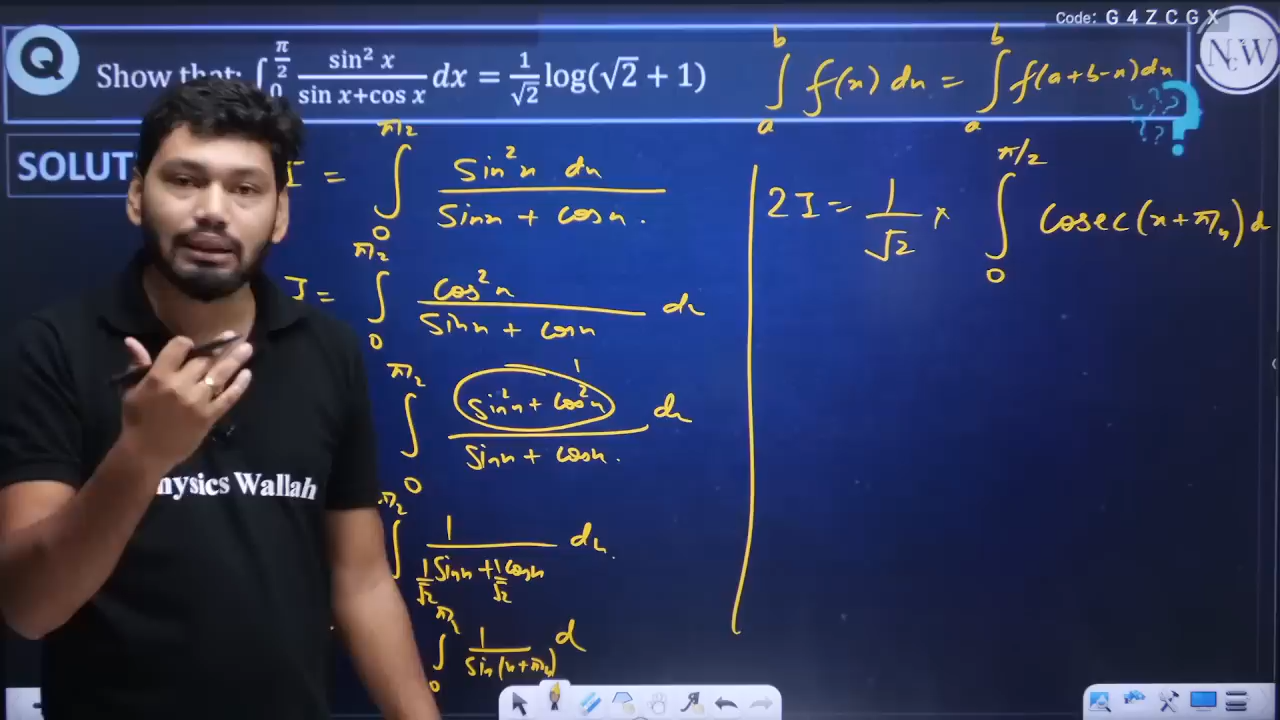 Code: G 4 Z C G X
Q
Show that: ∫₀^(π/2) sin² x / (sin x+cos x) dx = 1/√2 log(√2 + 1)
∫ₐᵇ f(x) dx = ∫ₐᵇ f(a+b-x)dx
NcW
SOLUT
I = ∫₀^(π/2) sin²x dx / (sinx + cosx)
I = ∫₀^(π/2) cos²x / (sinx + cosx) dx
∫₀^(π/2) (sin²x + cos²x) / (sinx + cosx) dx
1
∫^(π/2) 1 / (1/√2 sinx + 1/√2 cosx) dx
∫₀^(π/2) 1 / sin(x+π/4) d
2I = 1/√2 × ∫₀^(π/2) cosec(x+π/4)d
hysics Wallah